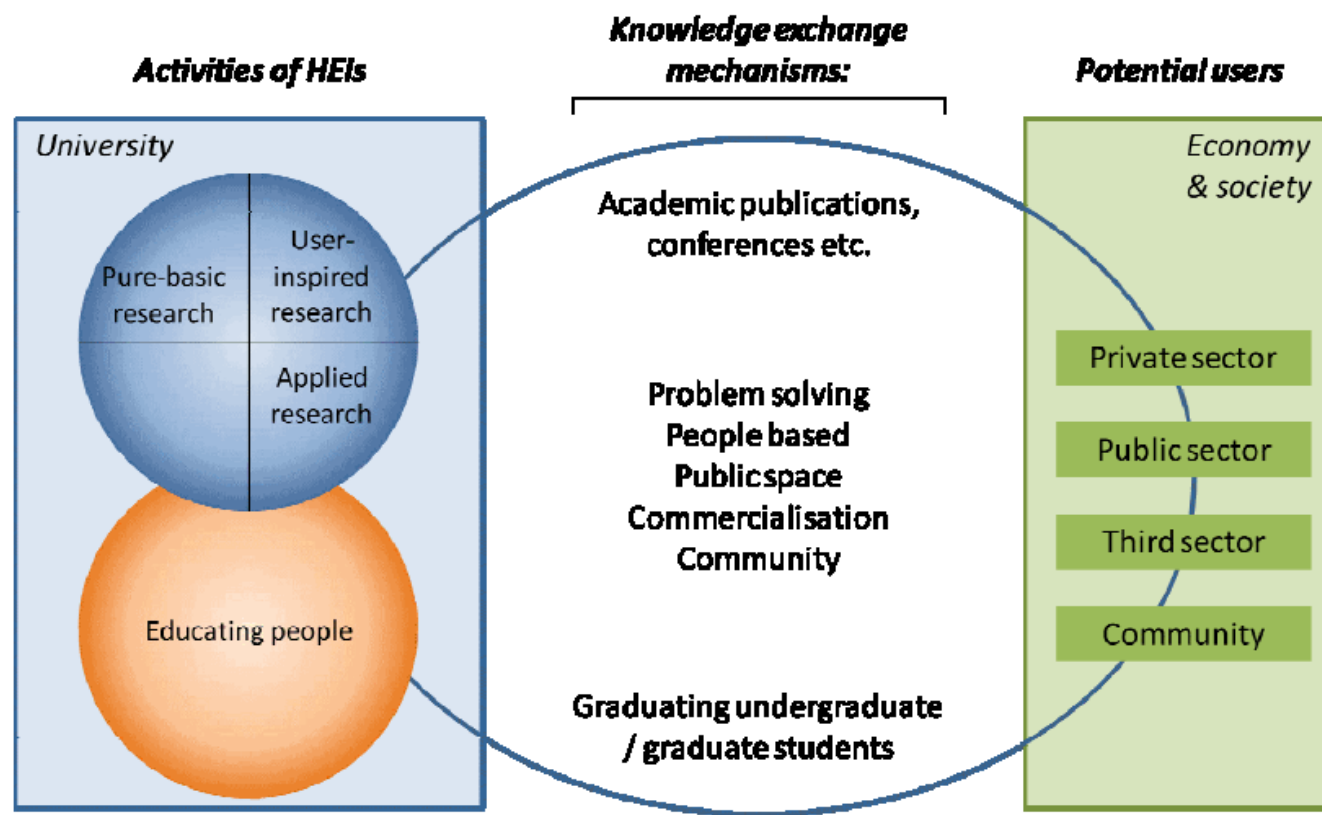 Activities of HEIs
Knowledge exchange
mechanisms:
Potential users
University
Pure-basic
research
User-
inspired
research
Applied
research
Educating people
Academic publications,
conferences etc.
Problem solving
People based
Public space
Commercialisation
Community
Graduating undergraduate
/ graduate students
Economy
& society
Private sector
Public sector
Third sector
Community